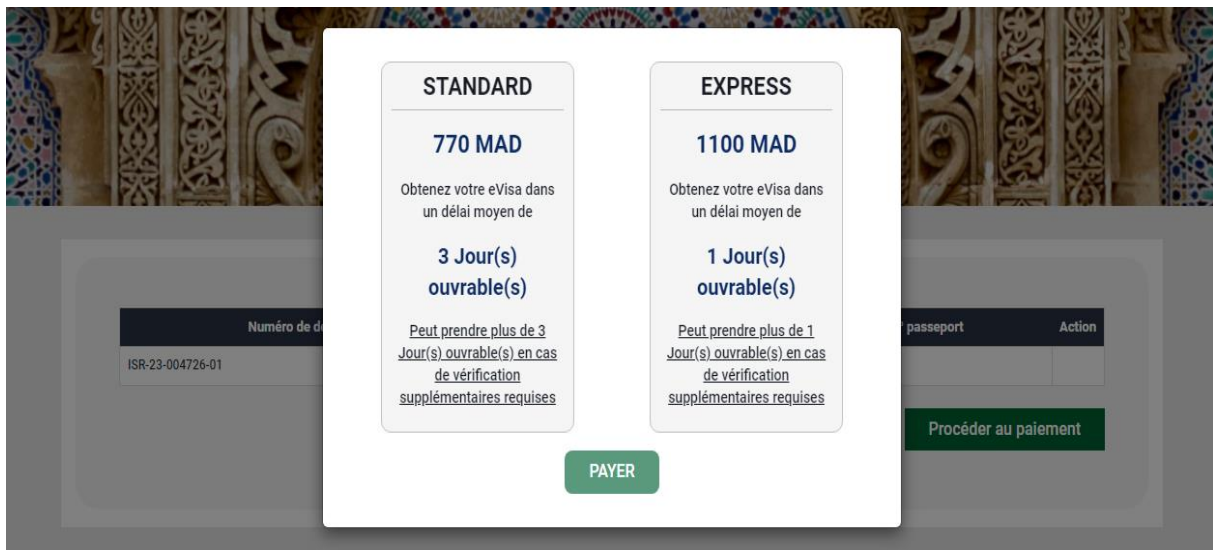 STANDARD
770 MAD
Obtenez votre eVisa dans
un délai moyen de
3 Jour(s)
ouvrable(s)
Peut prendre plus de 3
Jour(s) ouvrable(s) en cas
de vérification
supplémentaires requises
EXPRESS
1100 MAD
Obtenez votre eVisa dans
un délai moyen de
1 Jour(s)
ouvrable(s)
Peut prendre plus de 1
Jour(s) ouvrable(s) en cas
de vérification
supplémentaires requises
PAYER
Numéro de
passeport
Action
ISR-23-004726-01
Procéder au paiement